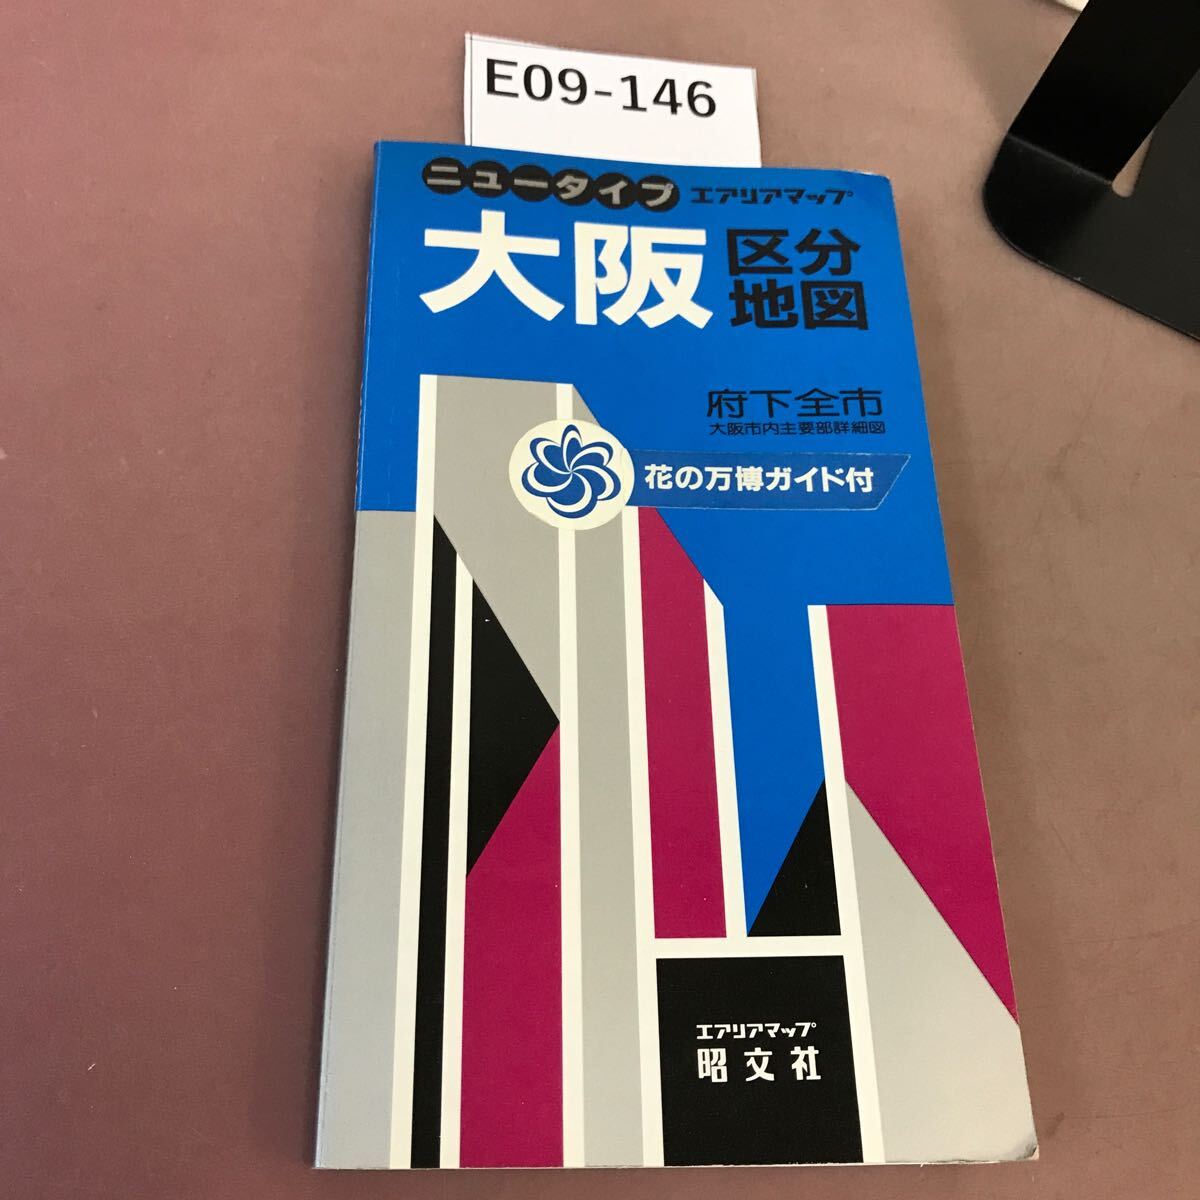 E09-146
ニュータイプ エアリアマップ
大阪 区分
地図
府下全市
大阪市内主要部詳細図
花の万博ガイド付
エアリアマップ
昭文社